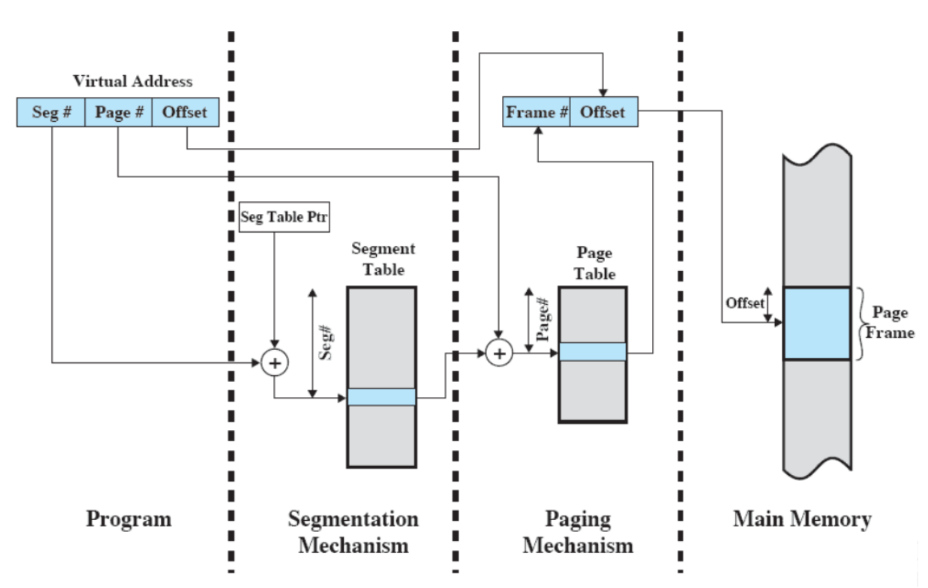 Virtual Address
Seg # Page # Offset
Frame # Offset
Seg Table Ptr
Segment
Table
Seg#
Page
Table
Page#
Offset
Page
Frame
+
+
Program
Segmentation
Mechanism
Paging
Mechanism
Main Memory